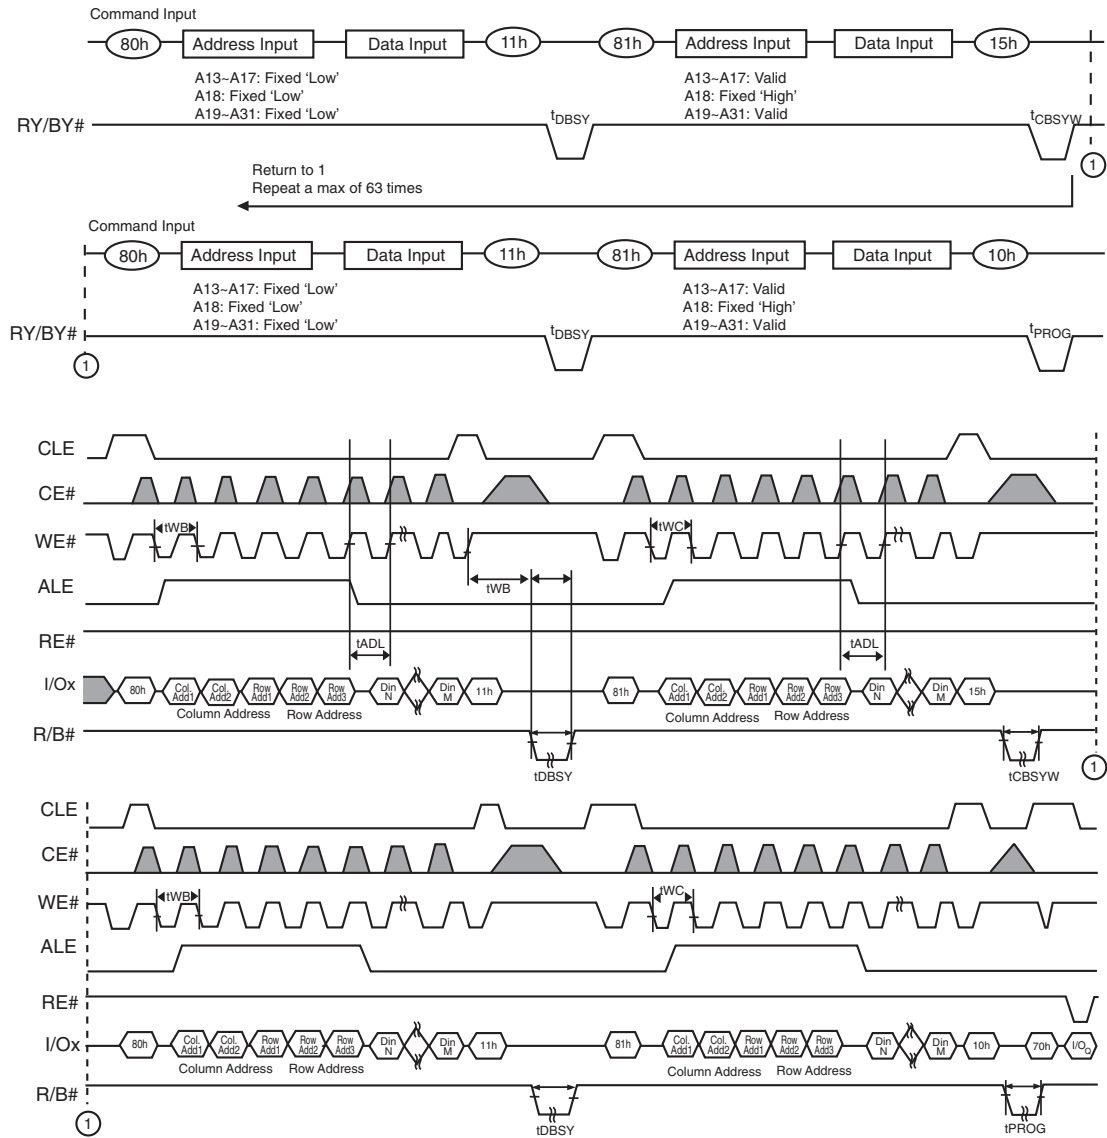 Command Input
80h Address Input Data Input 11h 81h Address Input Data Input 15h
A13~A17: Fixed 'Low' A13~A17: Valid
A18: Fixed 'Low' A18: Fixed 'High'
A19~A31: Fixed 'Low' A19~A31: Valid
RY/BY# tDBSY tCBSYW
1
Return to 1
Repeat a max of 63 times
Command Input
80h Address Input Data Input 11h 81h Address Input Data Input 10h
A13~A17: Fixed 'Low' A13~A17: Valid
A18: Fixed 'Low' A18: Fixed 'High'
A19~A31: Fixed 'Low' A19~A31: Valid
RY/BY# tDBSY tPROG
1
CLE
CE#
WE# tWB tWC
ALE tWB
RE#
tADL tADL
I/Ox 80h Col. Add1 Col. Add2 Row Add1 Row Add2 Row Add3 Din N Din M 11h 81h Col. Add1 Col. Add2 Row Add1 Row Add2 Row Add3 Din N Din M 15h
Column Address Row Address Column Address Row Address
R/B#
tDBSY tCBSYW 1
CLE
CE#
WE# tWB tWC
ALE
RE#
I/Ox 80h Col. Add1 Col. Add2 Row Add1 Row Add2 Row Add3 Din N Din M 11h 81h Col. Add1 Col. Add2 Row Add1 Row Add2 Row Add3 Din N Din M 10h 70h I/OQ
Column Address Row Address Column Address Row Address
R/B#
1 tDBSY tPROG